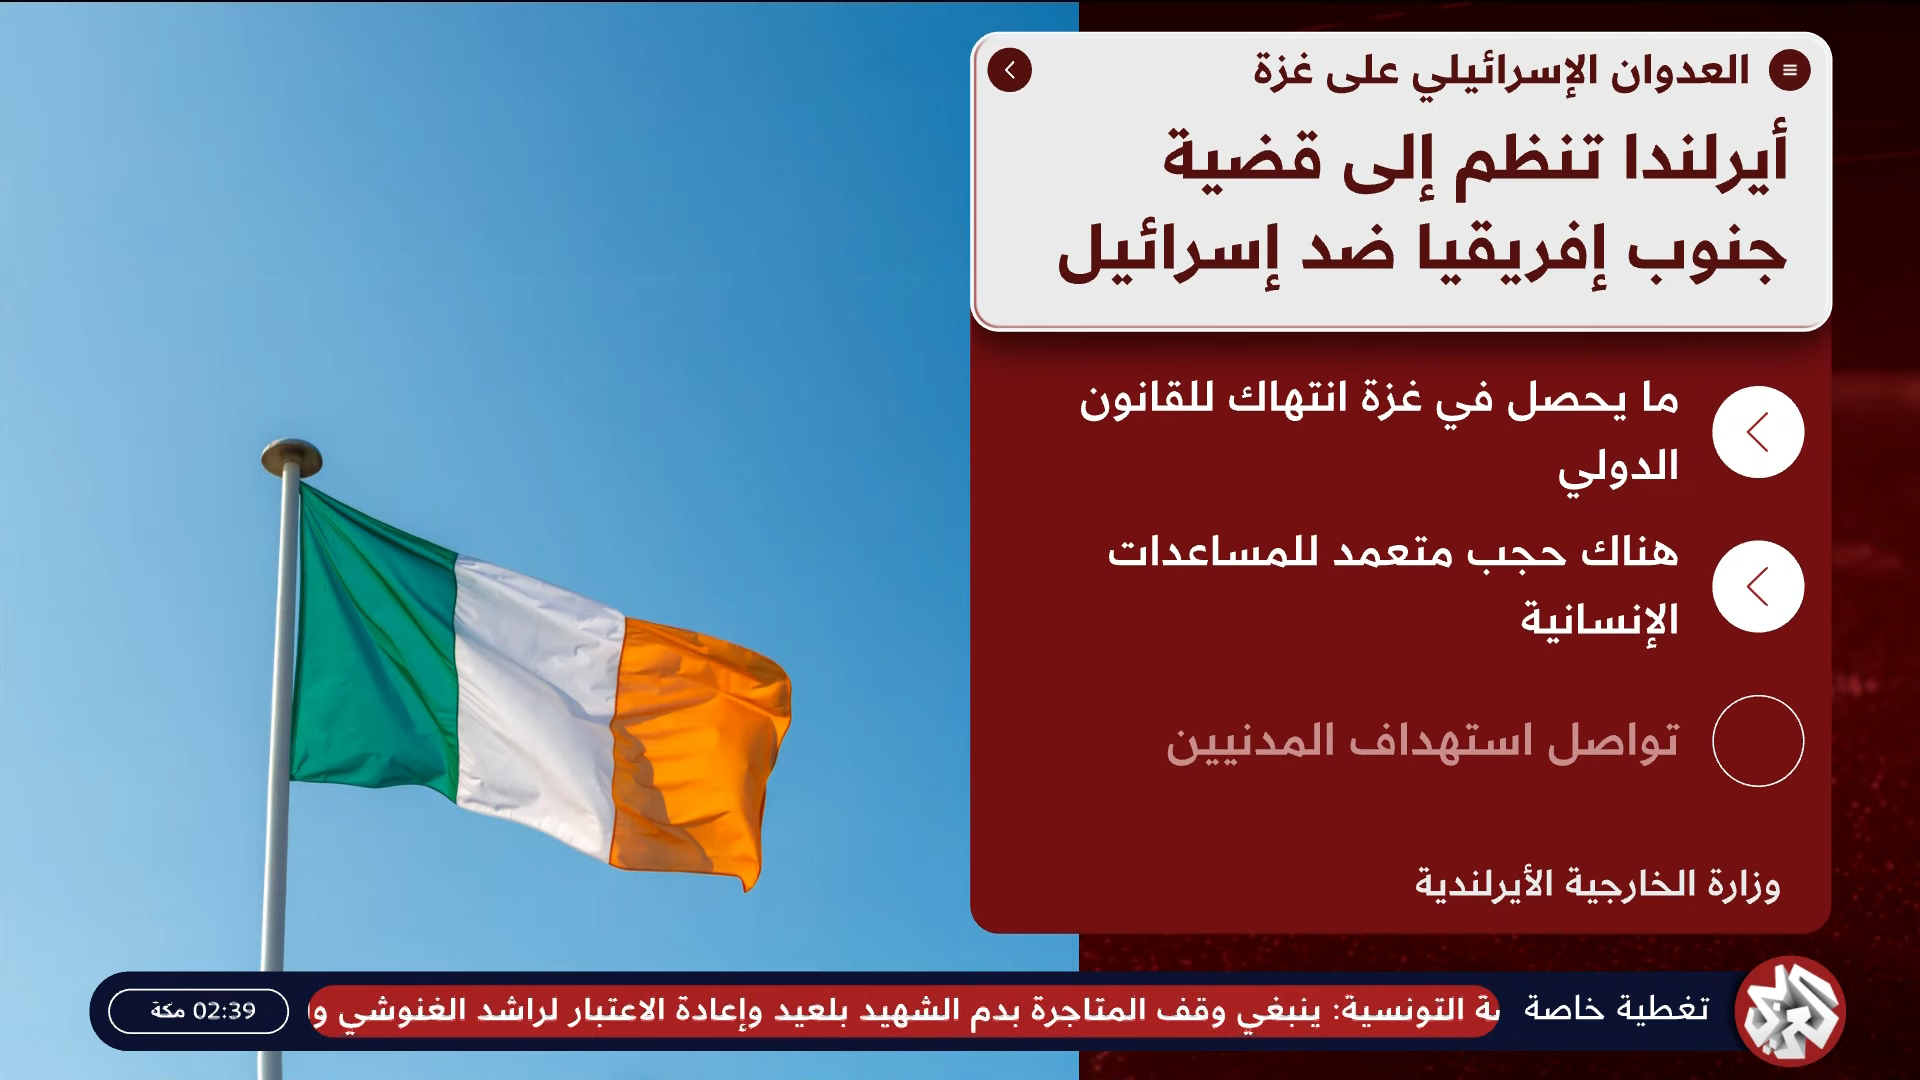 العدوان الإسرائيلي على غزة
أيرلندا تنظم إلى قضية
جنوب إفريقيا ضد إسرائيل
ما يحصل في غزة انتهاك للقانون
الدولي
هناك حجب متعمد للمساعدات
الإنسانية
تواصل استهداف المدنيين
وزارة الخارجية الأيرلندية
تغطية خاصة
التونسية: ينبغي وقف المتاجرة بدم الشهيد بلعيد وإعادة الاعتبار لراشد الغنوشي و
02:39 مكة